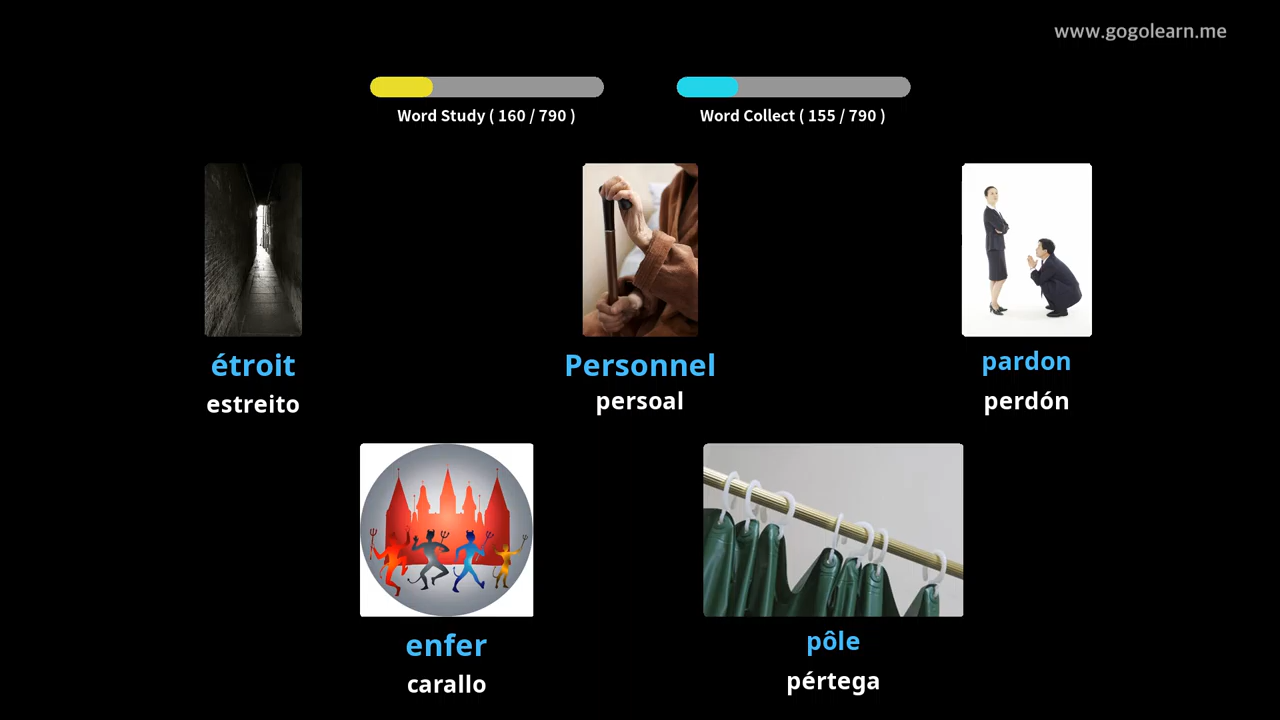 www.gogolearn.me
Word Study ( 160 / 790 )
Word Collect ( 155 / 790 )
étroit
estreito
Personnel
persoal
pardon
perdón
enfer
carallo
pôle
pértega